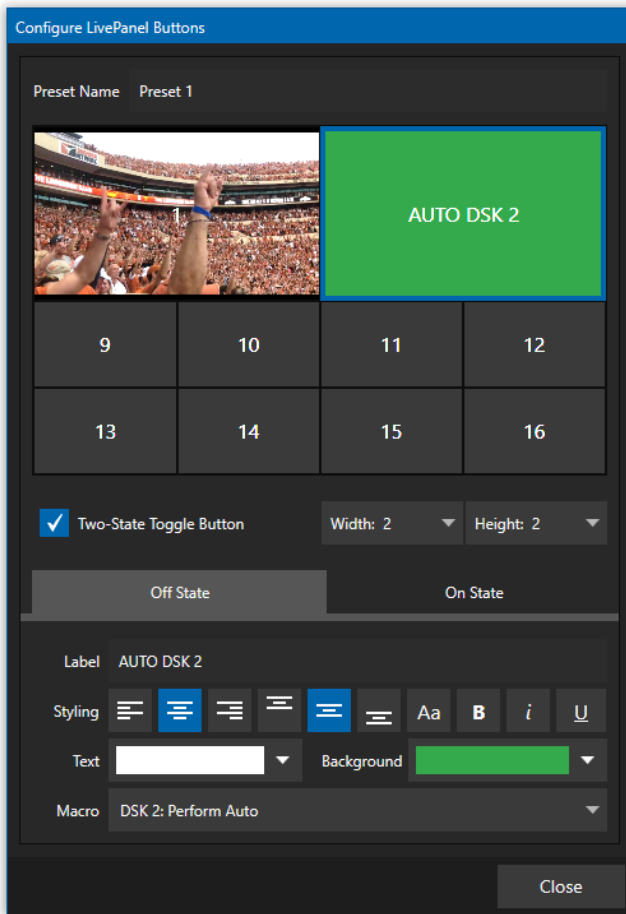 Configure LivePanel Buttons
Preset Name Preset 1
1 AUTO DSK 2
9 10 11 12
13 14 15 16
Two-State Toggle Button Width: 2 Height: 2
Off State On State
Label AUTO DSK 2
Styling Aa B i U
Text Background
Macro DSK 2: Perform Auto
Close